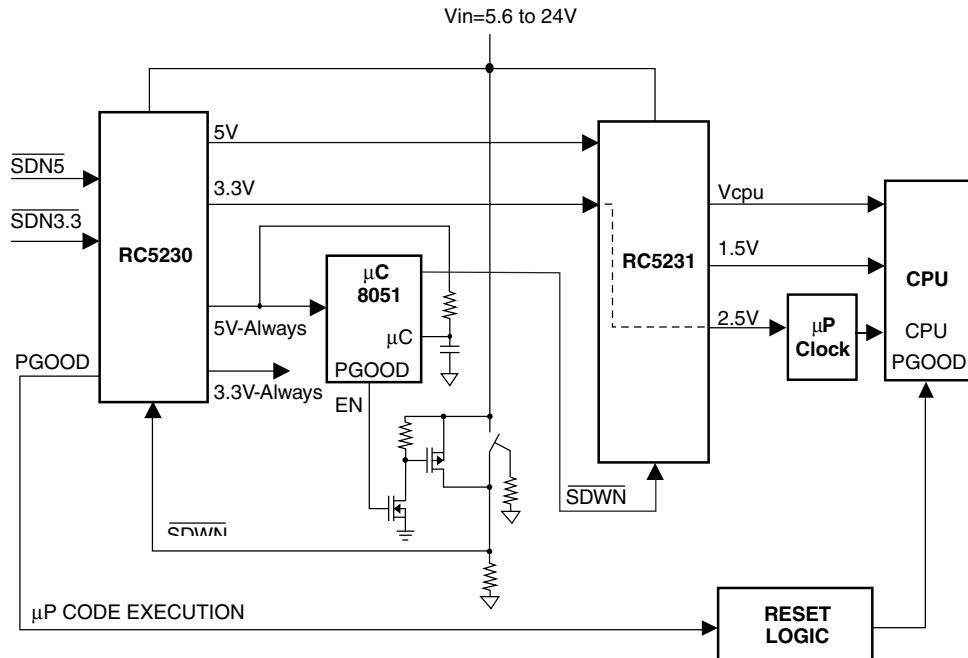 Vin=5.6 to 24V
SDN5
SDN3.3
RC5230
5V
3.3V
5V-Always
3.3V-Always
PGOOD
μC
8051
μC
PGOOD
EN
SDWN
RC5231
SDWN
Vcpu
1.5V
2.5V
μP
Clock
CPU
CPU
PGOOD
μP CODE EXECUTION
RESET
LOGIC